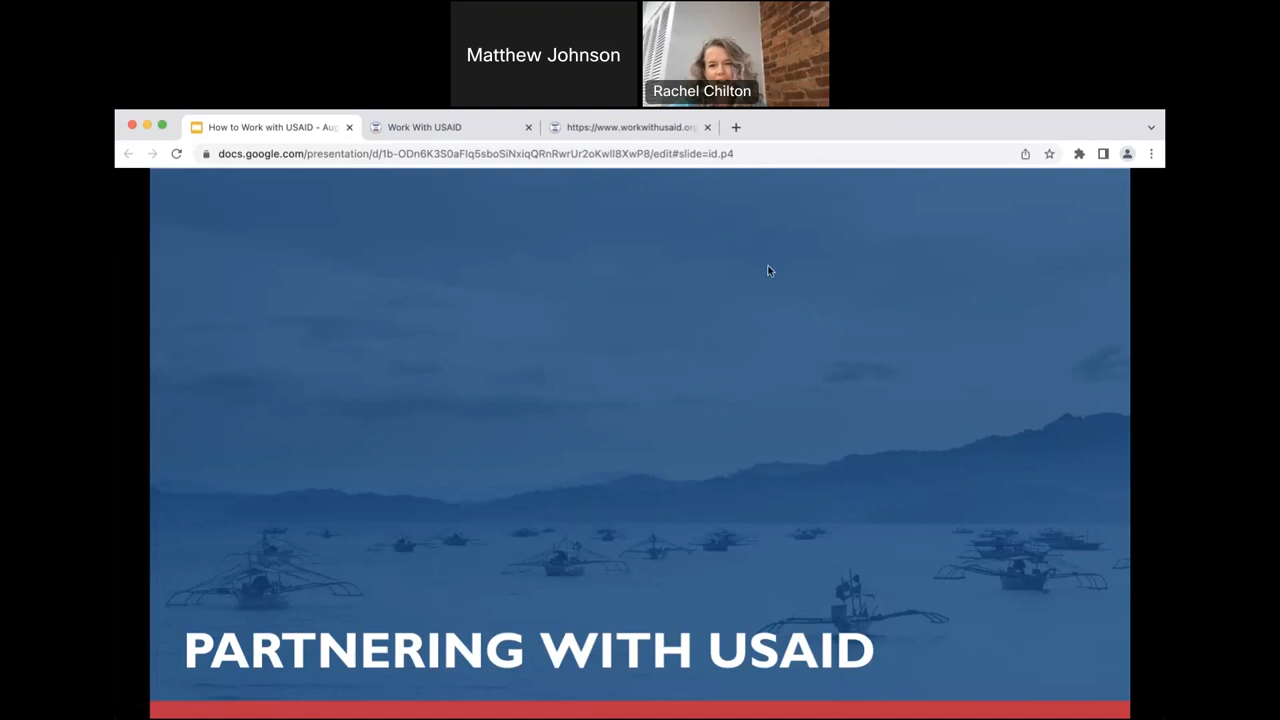 Matthew Johnson
Rachel Chilton
How to Work with USAID - Aug
Work With USAID
https://www.workwithusaid.org
docs.google.com/presentation/d/1b-ODn6K3S0aFlq5sboSiNxiqQRnRwrUr2oKwlI8XwP8/edit#slide=id.p4
PARTNERING WITH USAID